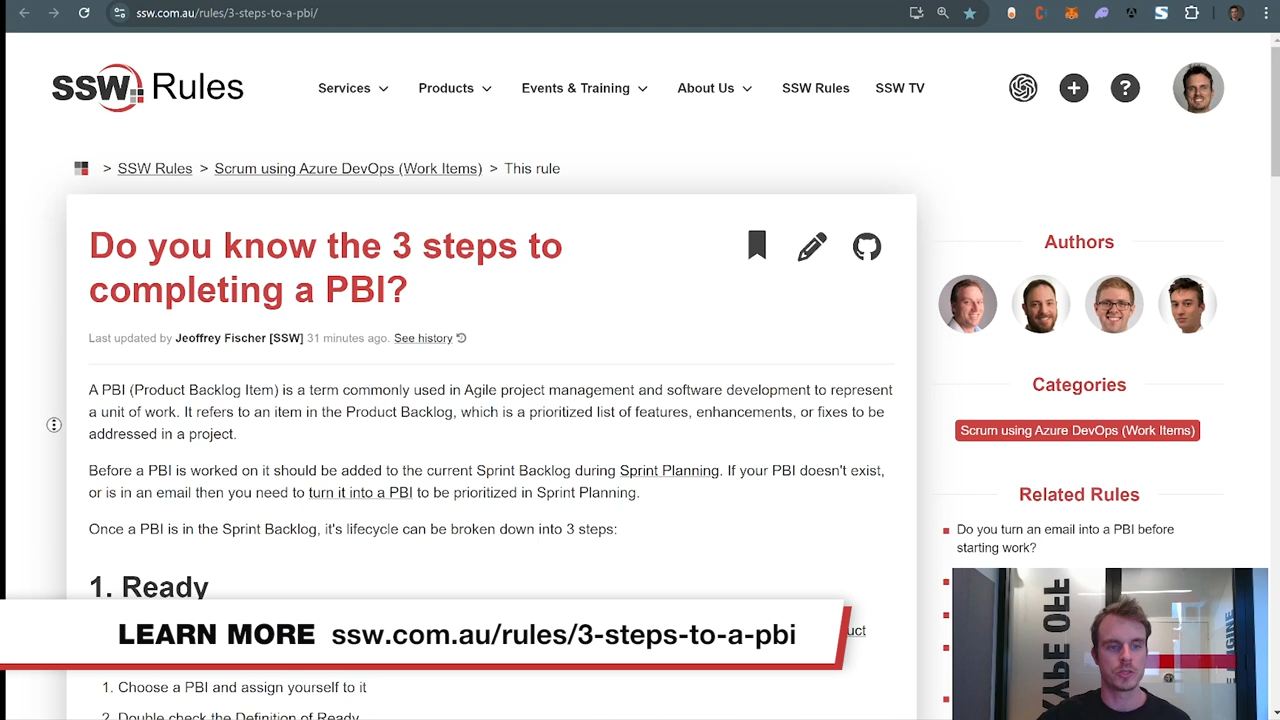 ssw.com.au/rules/3-steps-to-a-pbi/
SSW Rules
Services
Products
Events & Training
About Us
SSW Rules
SSW TV
> SSW Rules > Scrum using Azure DevOps (Work Items) > This rule
Do you know the 3 steps to
completing a PBI?
Last updated by Jeoffrey Fischer [SSW] 31 minutes ago. See history
A PBI (Product Backlog Item) is a term commonly used in Agile project management and software development to represent
a unit of work. It refers to an item in the Product Backlog, which is a prioritized list of features, enhancements, or fixes to be
addressed in a project.
Before a PBI is worked on it should be added to the current Sprint Backlog during Sprint Planning. If your PBI doesn't exist,
or is in an email then you need to turn it into a PBI to be prioritized in Sprint Planning.
Once a PBI is in the Sprint Backlog, it's lifecycle can be broken down into 3 steps:
1. Ready
LEARN MORE ssw.com.au/rules/3-steps-to-a-pbi
1. Choose a PBI and assign yourself to it
2. Double check the Definition of Ready
Authors
Categories
Scrum using Azure DevOps (Work Items)
Related Rules
Do you turn an email into a PBI before
starting work?